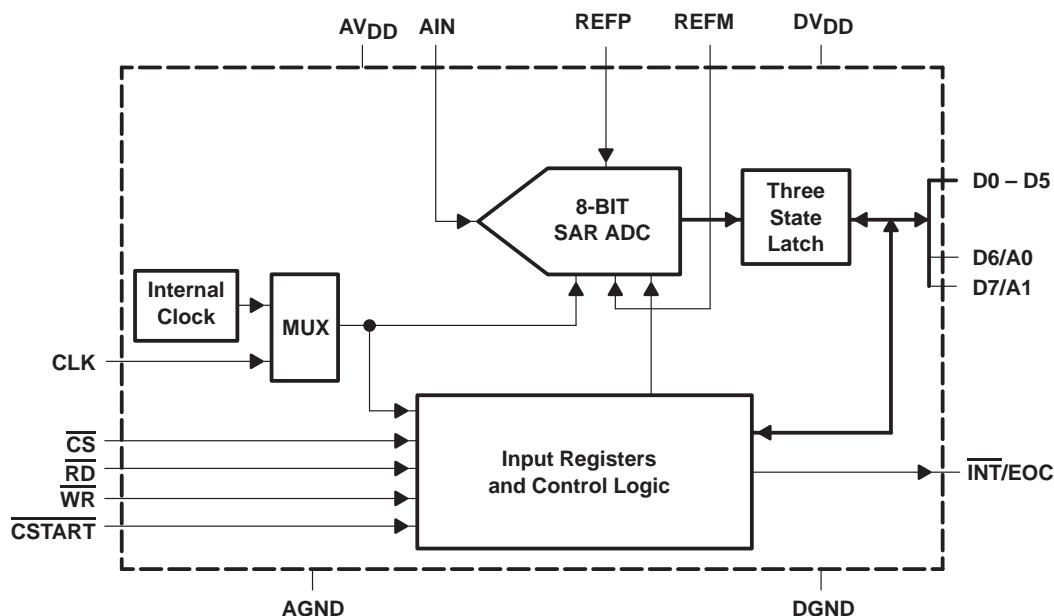 AVDD AIN REFP REFM DVDD
8-BIT
SAR ADC
Three
State
Latch
D0 – D5
D6/A0
D7/A1
Internal
Clock
MUX
CLK
CS
RD
WR
CSTART
Input Registers
and Control Logic
INT/EOC
AGND DGND